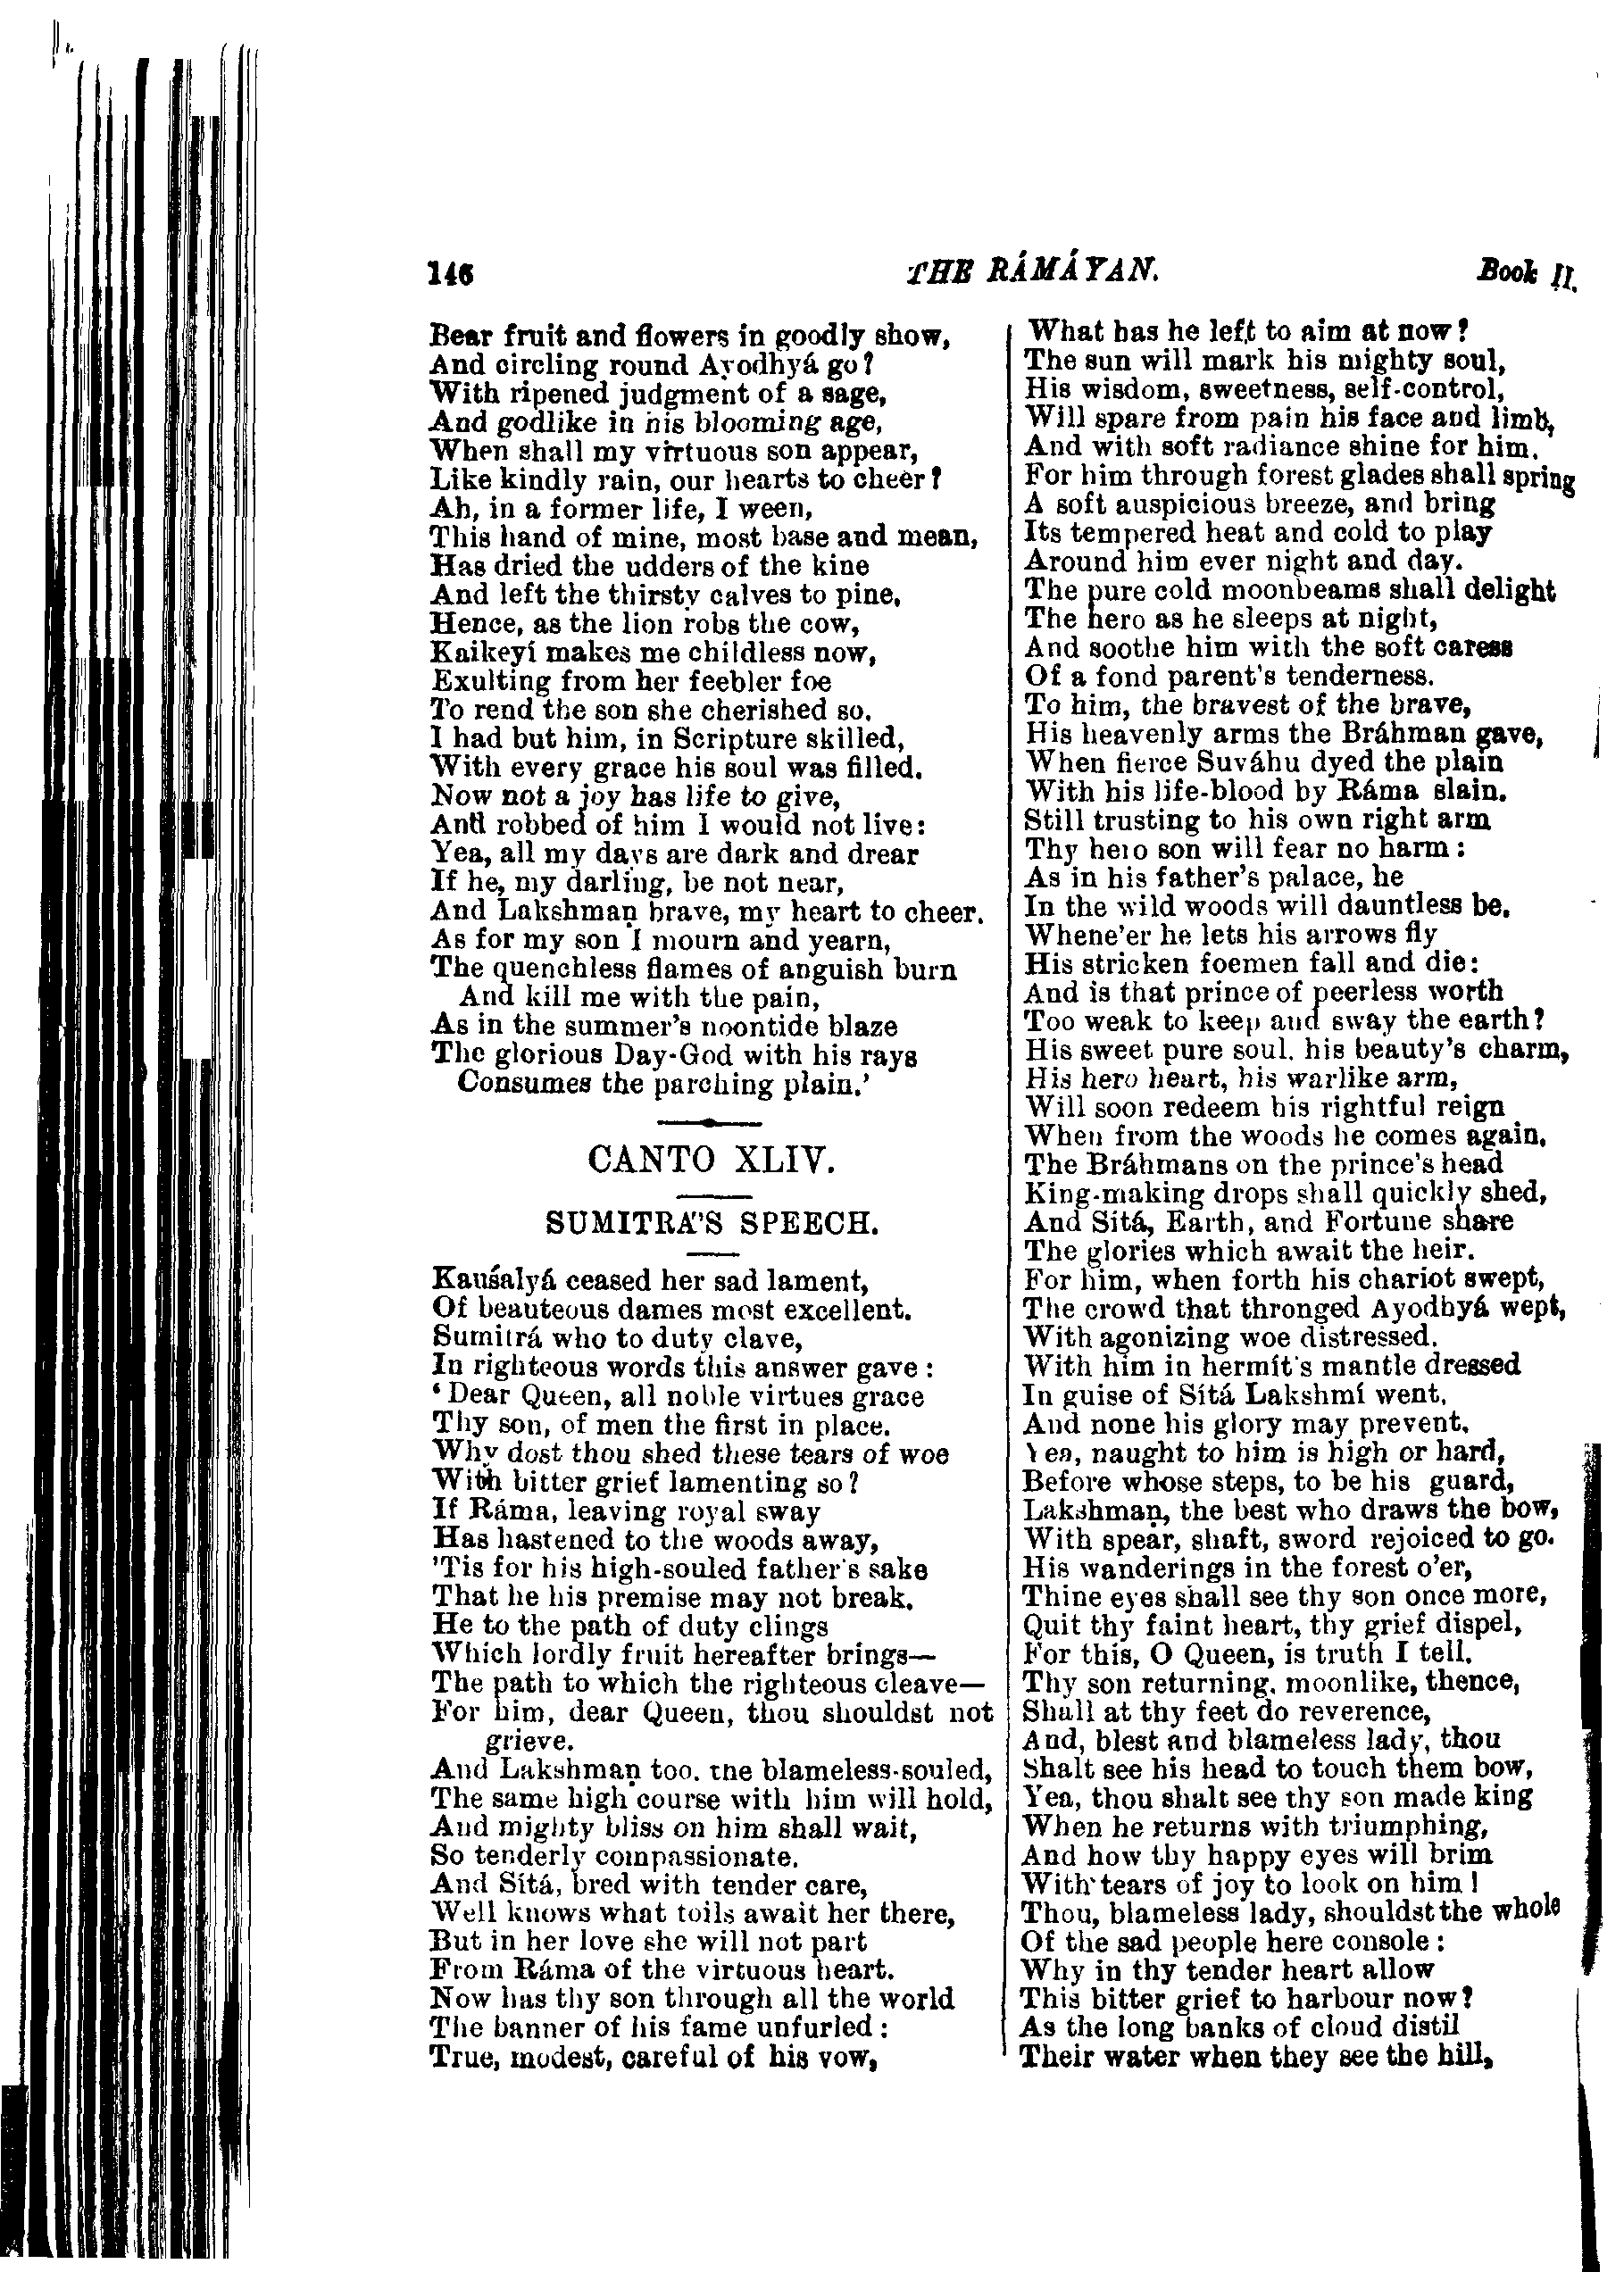 146
THE RÁMÁYAN.
Book II.
Bear fruit and flowers in goodly show,
And circling round Ayodhyá go?
With ripened judgment of a sage,
And godlike in his blooming age,
When shall my virtuous son appear,
Like kindly rain, our hearts to cheer?
Ah, in a former life, I ween,
This hand of mine, most base and mean,
Has dried the udders of the kine
And left the thirsty calves to pine.
Hence, as the lion robs the cow,
Kaikeyí makes me childless now,
Exulting from her feebler foe
To rend the son she cherished so.
I had but him, in Scripture skilled,
With every grace his soul was filled.
Now not a joy has life to give,
And robbed of him I would not live:
Yea, all my days are dark and drear
If he, my darling, be not near,
And Lakshmaṇ brave, my heart to cheer.
As for my son I mourn and yearn,
The quenchless flames of anguish burn
And kill me with the pain,
As in the summer's noontide blaze
The glorious Day-God with his rays
Consumes the parching plain.'
CANTO XLIV.
SUMITRÁ'S SPEECH.
Kauśalyá ceased her sad lament,
Of beauteous dames most excellent.
Sumitrá who to duty clave,
In righteous words this answer gave:
'Dear Queen, all noble virtues grace
Thy son, of men the first in place.
Why dost thou shed these tears of woe
With bitter grief lamenting so?
If Ráma, leaving royal sway
Has hastened to the woods away,
'Tis for his high-souled father's sake
That he his premise may not break.
He to the path of duty clings
Which lordly fruit hereafter brings—
The path to which the righteous cleave—
For him, dear Queen, thou shouldst not
grieve.
And Lakshmaṇ too, the blameless-souled,
The same high course with him will hold,
And mighty bliss on him shall wait,
So tenderly compassionate.
And Sítá, bred with tender care,
Well knows what toils await her there,
But in her love she will not part
From Ráma of the virtuous heart.
Now has thy son through all the world
The banner of his fame unfurled:
True, modest, careful of his vow,
What has he left to aim at now?
The sun will mark his mighty soul,
His wisdom, sweetness, self-control,
Will spare from pain his face and limb,
And with soft radiance shine for him.
For him through forest glades shall spring
A soft auspicious breeze, and bring
Its tempered heat and cold to play
Around him ever night and day.
The pure cold moonbeams shall delight
The hero as he sleeps at night,
And soothe him with the soft caress
Of a fond parent's tenderness.
To him, the bravest of the brave,
His heavenly arms the Bráhman gave,
When fierce Suváhu dyed the plain
With his life-blood by Ráma slain.
Still trusting to his own right arm
Thy hero son will fear no harm:
As in his father's palace, he
In the wild woods will dauntless be.
Whene'er he lets his arrows fly
His stricken foemen fall and die:
And is that prince of peerless worth
Too weak to keep and sway the earth?
His sweet pure soul, his beauty's charm,
His hero heart, his warlike arm,
Will soon redeem his rightful reign
When from the woods he comes again.
The Bráhmans on the prince's head
King-making drops shall quickly shed,
And Sítá, Earth, and Fortune share
The glories which await the heir.
For him, when forth his chariot swept,
The crowd that thronged Ayodhyá wept,
With agonizing woe distressed.
With him in hermit's mantle dressed
In guise of Sítá Lakshmí went,
And none his glory may prevent.
Yea, naught to him is high or hard,
Before whose steps, to be his guard,
Lakshmaṇ, the best who draws the bow,
With spear, shaft, sword rejoiced to go.
His wanderings in the forest o'er,
Thine eyes shall see thy son once more,
Quit thy faint heart, thy grief dispel,
For this, O Queen, is truth I tell.
Thy son returning, moonlike, thence,
Shall at thy feet do reverence,
And, blest and blameless lady, thou
Shalt see his head to touch them bow,
Yea, thou shalt see thy son made king
When he returns with triumphing,
And how thy happy eyes will brim
With tears of joy to look on him!
Thou, blameless lady, shouldst the whole
Of the sad people here console:
Why in thy tender heart allow
This bitter grief to harbour now?
As the long banks of cloud distil
Their water when they see the hill,